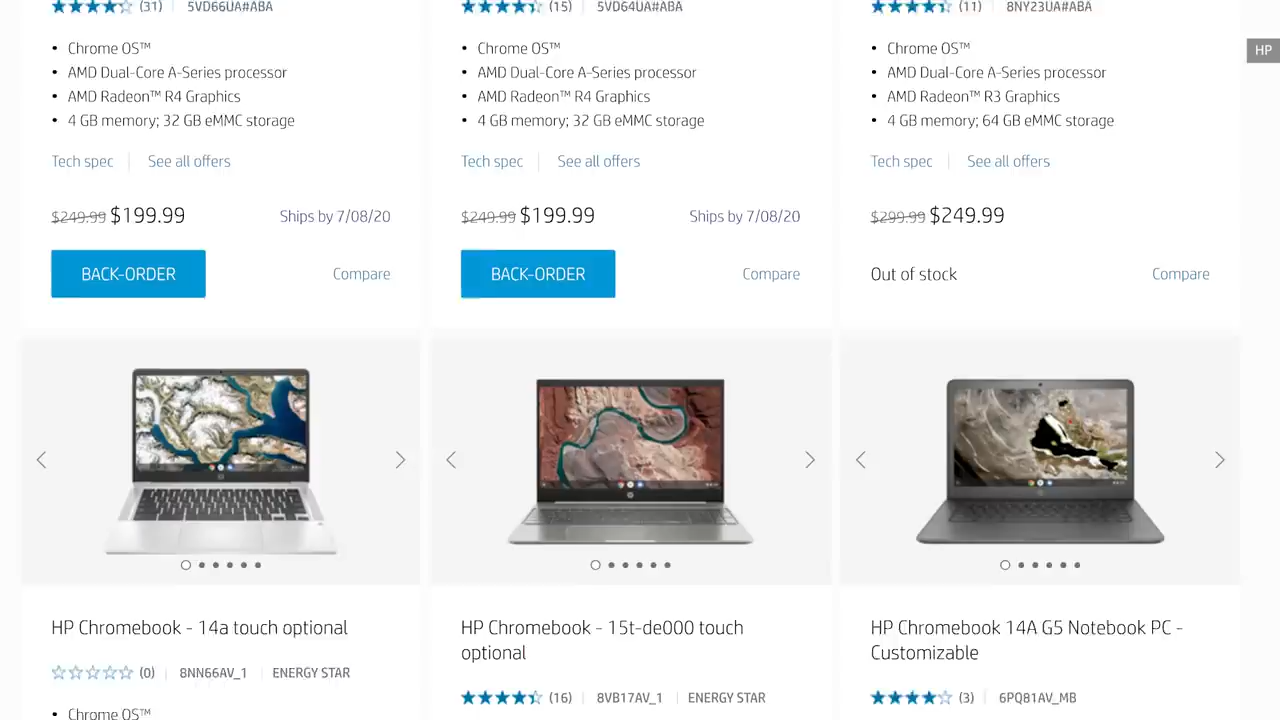 (31) 5VD66UA#ABA
(15) 5VD64UA#ABA
(11) 8NY23UA#ABA
HP
• Chrome OS™
• AMD Dual-Core A-Series processor
• AMD Radeon™ R4 Graphics
• 4 GB memory; 32 GB eMMC storage
• Chrome OS™
• AMD Dual-Core A-Series processor
• AMD Radeon™ R4 Graphics
• 4 GB memory; 32 GB eMMC storage
• Chrome OS™
• AMD Dual-Core A-Series processor
• AMD Radeon™ R3 Graphics
• 4 GB memory; 64 GB eMMC storage
Tech spec See all offers
Tech spec See all offers
Tech spec See all offers
$249.99 $199.99 Ships by 7/08/20
$249.99 $199.99 Ships by 7/08/20
$299.99 $249.99
BACK-ORDER Compare
BACK-ORDER Compare
Out of stock Compare
HP Chromebook - 14a touch optional
(0) 8NN66AV_1 ENERGY STAR
• Chrome OS™
HP Chromebook - 15t-de000 touch
optional
(16) 8VB17AV_1 ENERGY STAR
HP Chromebook 14A G5 Notebook PC -
Customizable
(3) 6PQ81AV_MB